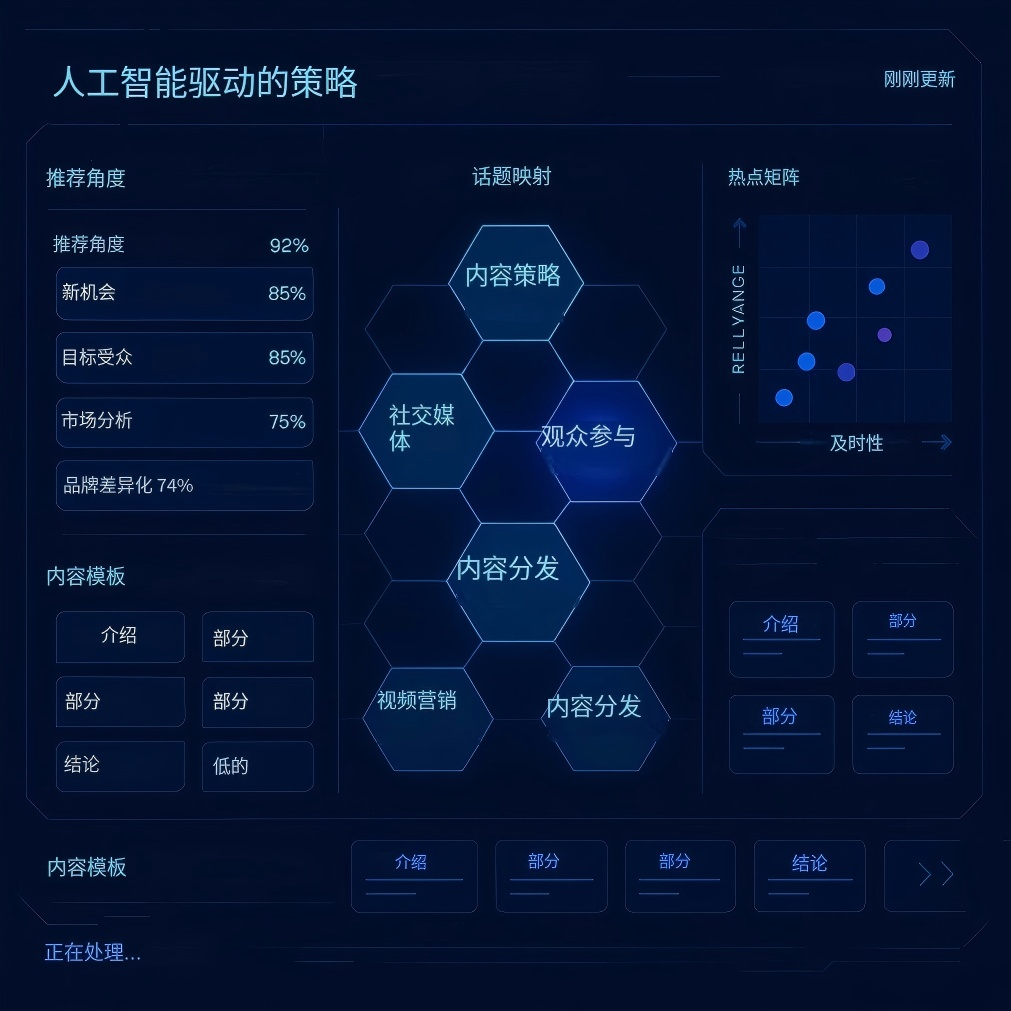 人工智能驱动的策略
刚刚更新
推荐角度
推荐角度 92%
新机会 85%
目标受众 85%
市场分析 75%
品牌差异化 74%
内容模板
介绍 部分
部分 部分
结论 低的
话题映射
内容策略
社交媒
体
观众参与
内容分发
视频营销
内容分发
热点矩阵
RELLYANGE
及时性
介绍 部分
部分 结论
内容模板
介绍 部分 部分 结论
正在处理...